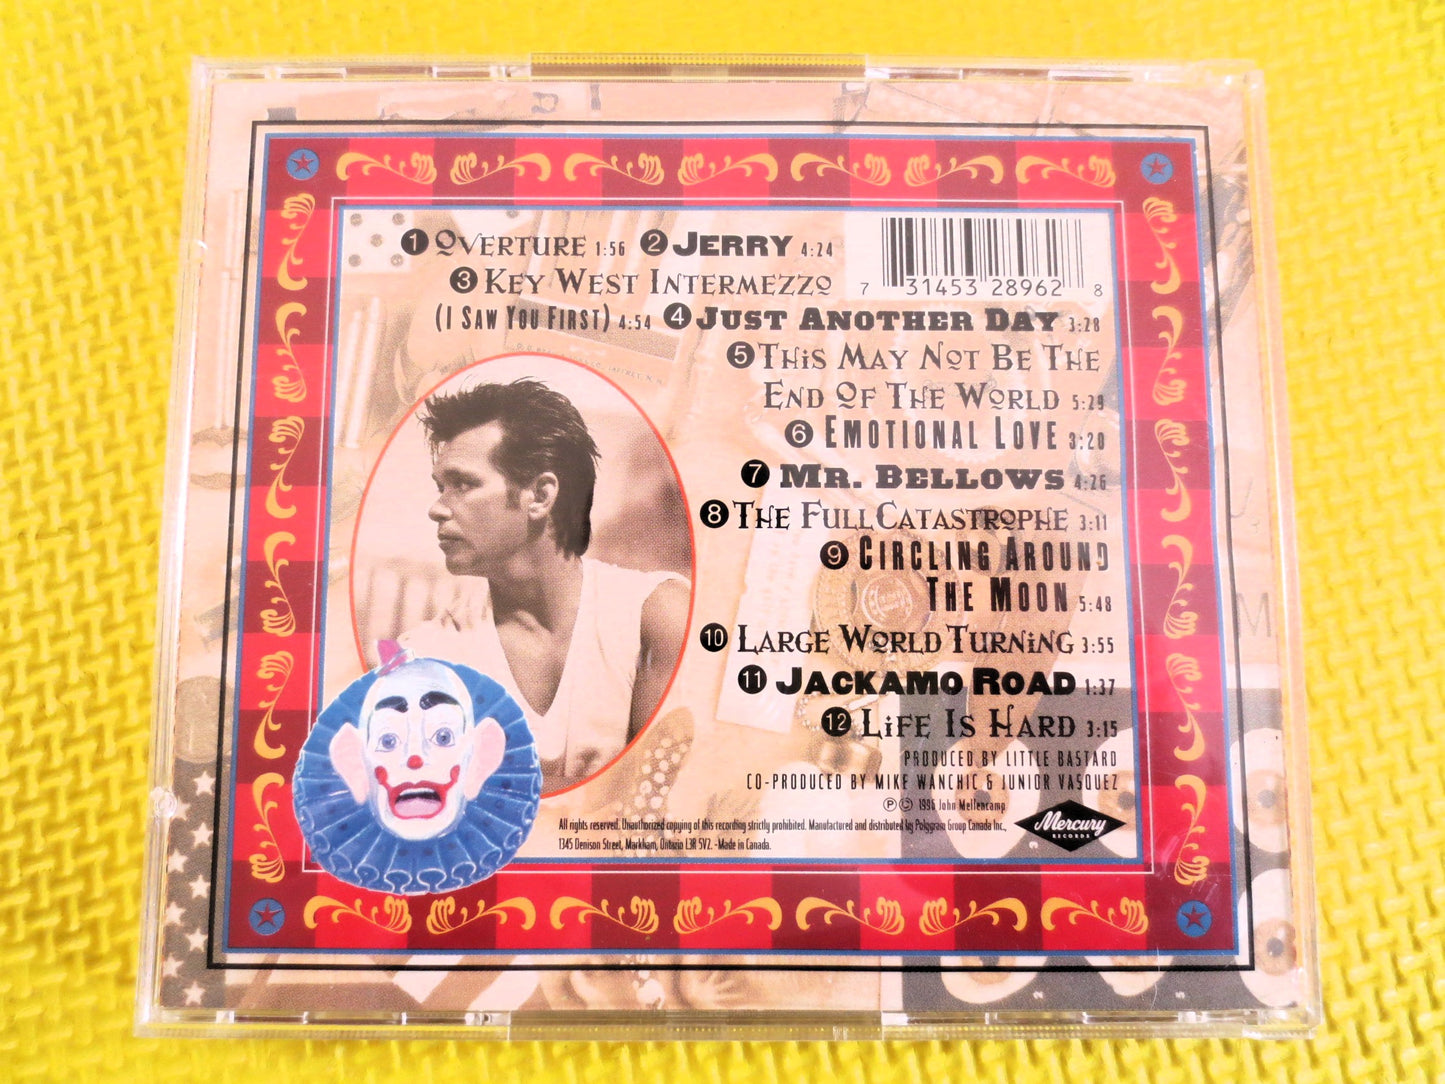 1 Overture 1:56 2 Jerry 4:24
3 Key West Intermezzo
(I Saw You First) 4:54 4 Just Another Day 3:28
5 This May Not Be The
End Of The World 5:29
6 Emotional Love 3:20
7 Mr. Bellows 4:26
8 The Full Catastrophe 3:11
9 Circling Around
The Moon 5:48
10 Large World Turning 3:55
11 Jackamo Road 1:37
12 Life Is Hard 3:15
PRODUCED BY LITTLE BASTARD
CO-PRODUCED BY MIKE WANCHIC & JUNIOR VASQUEZ
℗ © 1996 John Mellencamp
All rights reserved. Unauthorized copying of this recording strictly prohibited. Manufactured and distributed by Polygram Group Canada Inc.,
1345 Denison Street, Markham, Ontario L3R 5V2. -Made in Canada.
Mercury
RECORDS
7 31453 28962 8